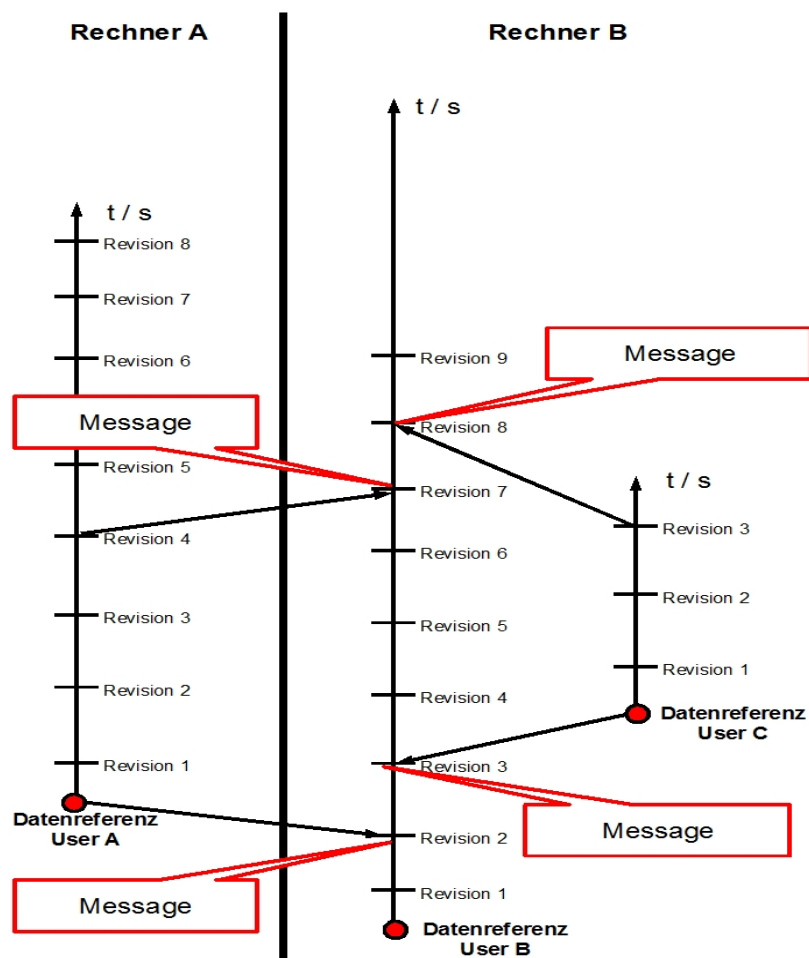 Rechner A
Rechner B
t / s
t / s
Revision 8
Revision 7
Revision 6
Message
Revision 5
Revision 4
Revision 3
Revision 2
Revision 1
Datenreferenz
User A
Message
Message
Revision 9
Revision 8
Revision 7
Revision 6
Revision 5
Revision 4
Revision 3
Revision 2
Revision 1
Datenreferenz
User B
t / s
Revision 3
Revision 2
Revision 1
Datenreferenz
User C
Message